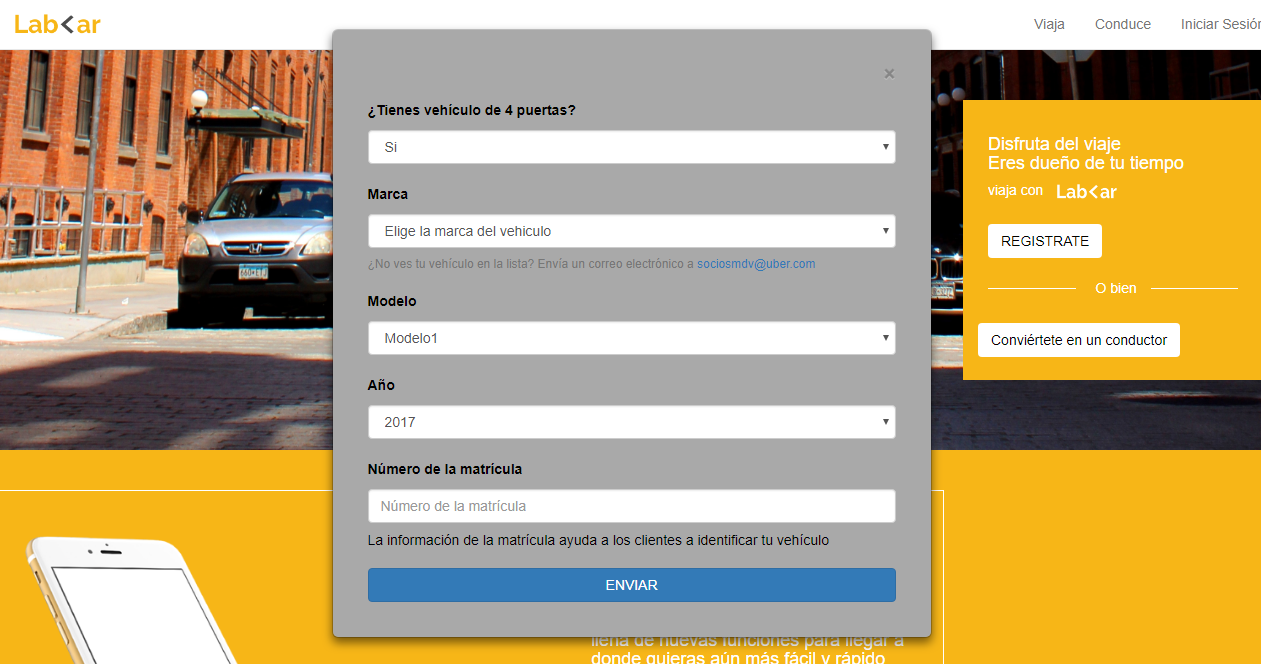 Lab<ar
Viaja Conduce Iniciar Sesión
×
¿Tienes vehículo de 4 puertas?
Si
Marca
Elige la marca del vehiculo
¿No ves tu vehículo en la lista? Envía un correo electrónico a sociosmdv@uber.com
Modelo
Modelo1
Año
2017
Número de la matrícula
Número de la matrícula
La información de la matrícula ayuda a los clientes a identificar tu vehículo
ENVIAR
Disfruta del viaje
Eres dueño de tu tiempo
viaja con Lab<ar
REGISTRATE
O bien
Conviértete en un conductor
llena de nuevas funciones para llegar a
donde quieras aún más fácil y rápido